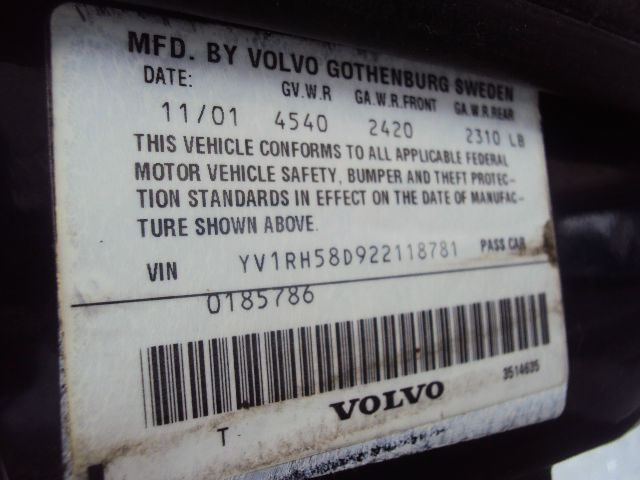 MFD. BY VOLVO GOTHENBURG SWEDEN
DATE: GV.W.R GA.W.R.FRONT GA.W.R.REAR
11/01 4540 2420 2310 LB
THIS VEHICLE CONFORMS TO ALL APPLICABLE FEDERAL
MOTOR VEHICLE SAFETY, BUMPER AND THEFT PROTEC-
TION STANDARDS IN EFFECT ON THE DATE OF MANUFAC-
TURE SHOWN ABOVE.
VIN YV1RH58D922118781 PASS CAR
0185786
3514635
VOLVO
T